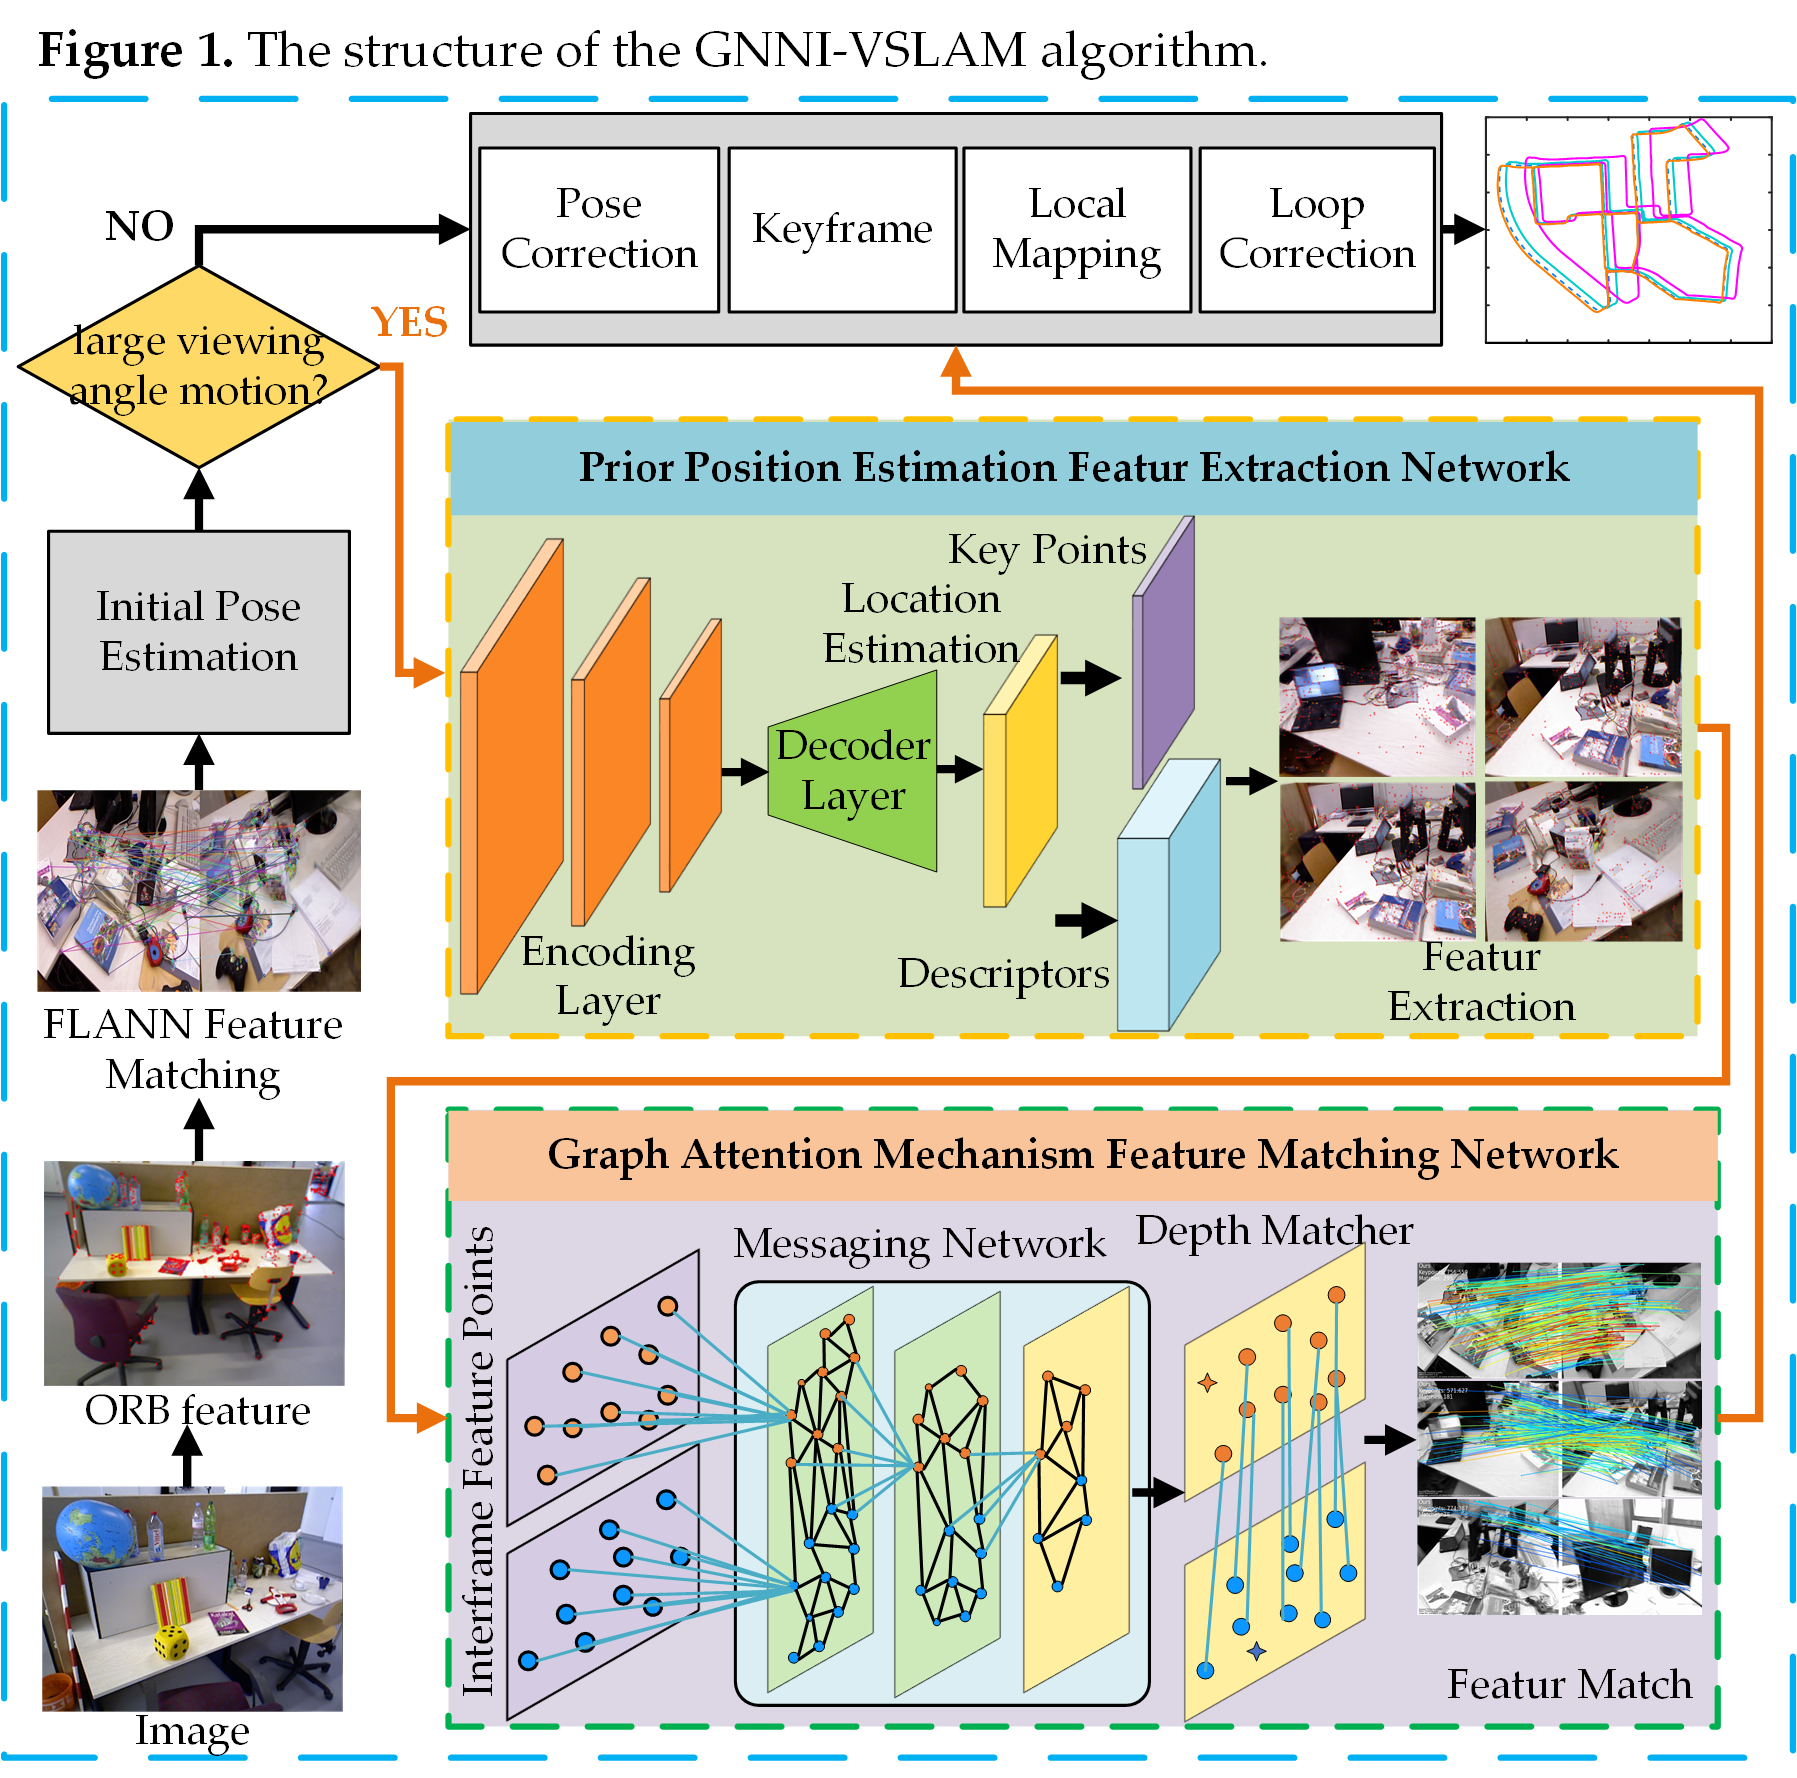 Figure 1. The structure of the GNNI-VSLAM algorithm.
NO
YES
large viewing
angle motion?
Pose
Correction
Keyframe
Local
Mapping
Loop
Correction
Initial Pose
Estimation
FLANN Feature
Matching
ORB feature
Image
Prior Position Estimation Featur Extraction Network
Key Points
Location
Estimation
Decoder
Layer
Encoding
Layer
Descriptors
Featur
Extraction
Graph Attention Mechanism Feature Matching Network
Interframe Feature Points
Messaging Network
Depth Matcher
Featur Match